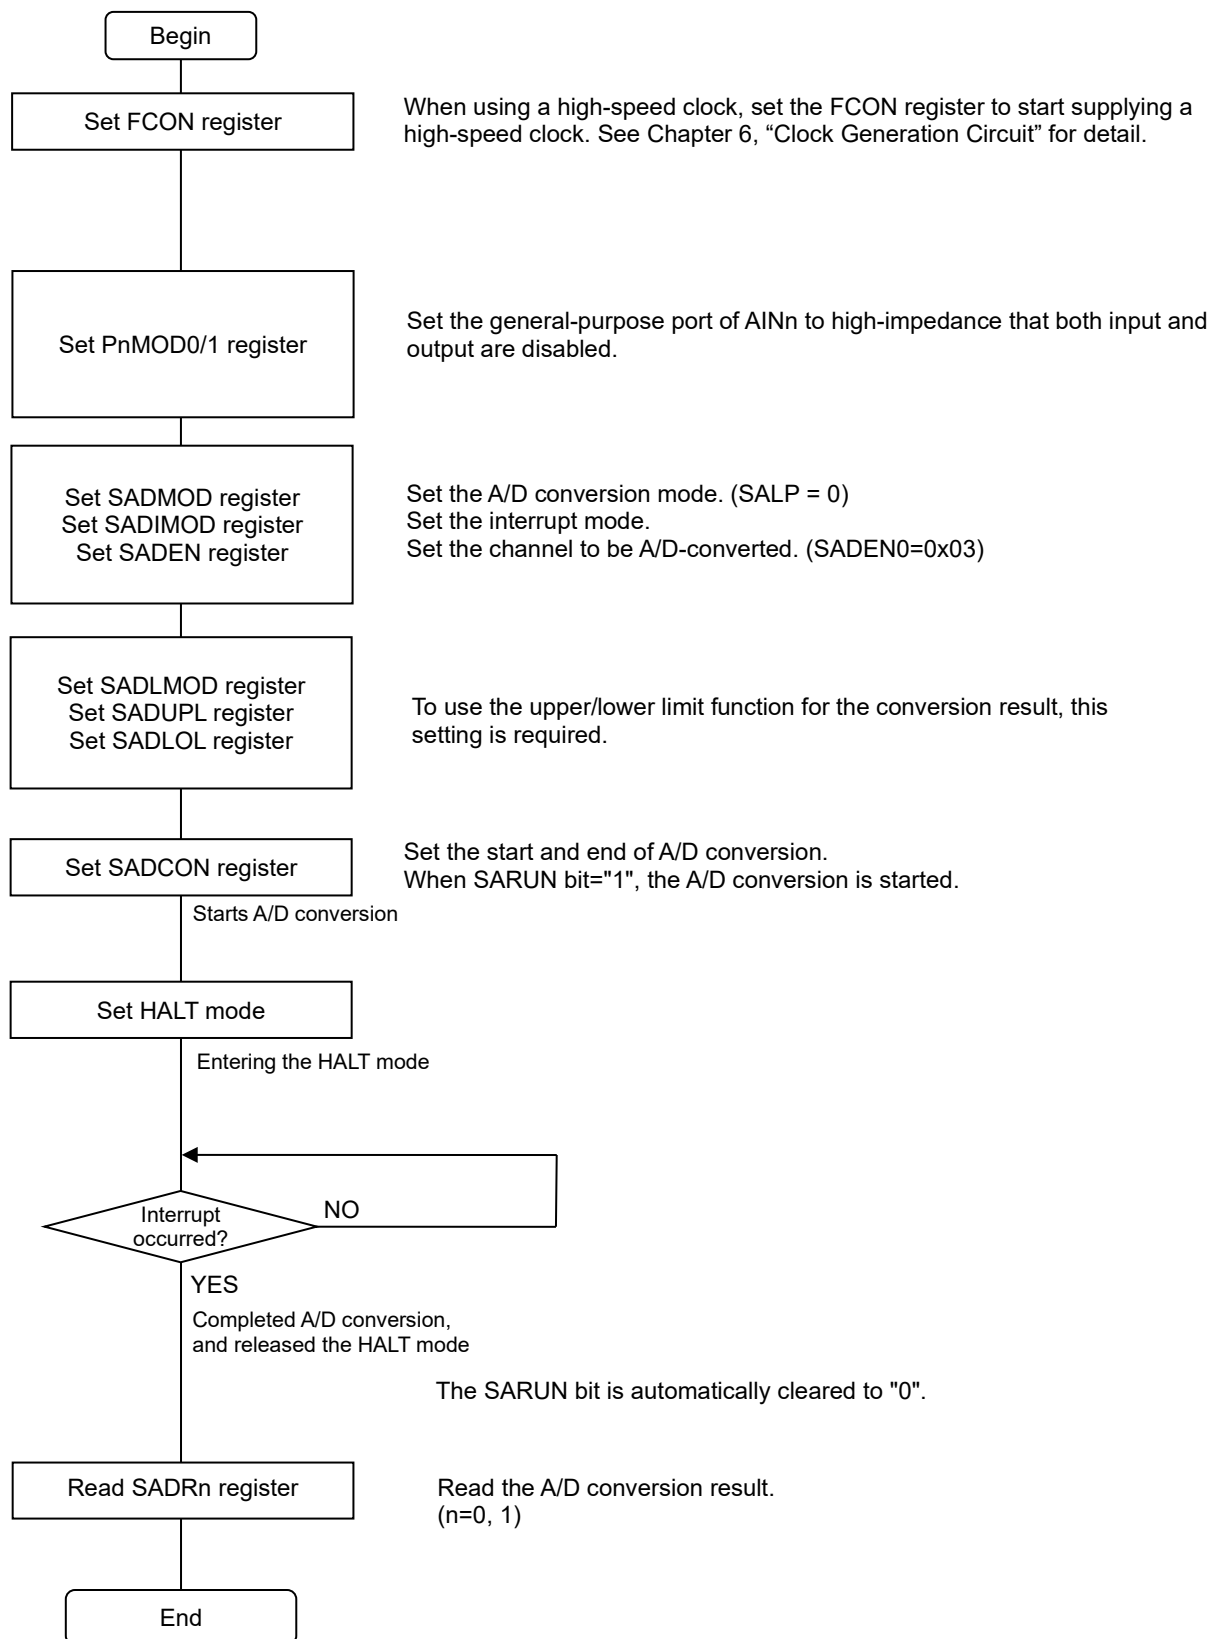 Begin
Set FCON register
When using a high-speed clock, set the FCON register to start supplying a
high-speed clock. See Chapter 6, “Clock Generation Circuit” for detail.
Set PnMOD0/1 register
Set the general-purpose port of AINn to high-impedance that both input and
output are disabled.
Set SADMOD register
Set SADIMOD register
Set SADEN register
Set the A/D conversion mode. (SALP = 0)
Set the interrupt mode.
Set the channel to be A/D-converted. (SADEN0=0x03)
Set SADLMOD register
Set SADUPL register
Set SADLOL register
To use the upper/lower limit function for the conversion result, this
setting is required.
Set SADCON register
Set the start and end of A/D conversion.
When SARUN bit="1", the A/D conversion is started.
Starts A/D conversion
Set HALT mode
Entering the HALT mode
Interrupt
occurred?
NO
YES
Completed A/D conversion,
and released the HALT mode
The SARUN bit is automatically cleared to "0".
Read SADRn register
Read the A/D conversion result.
(n=0, 1)
End